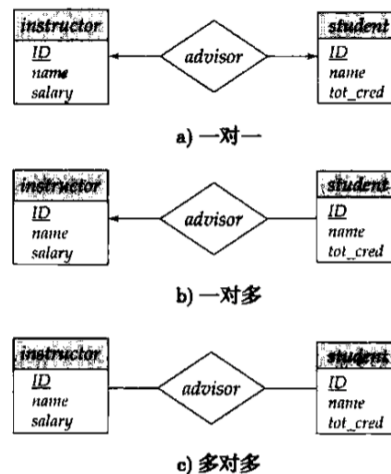 instructor
ID
name
salary
advisor
student
ID
name
tot_cred
a) 一对一
instructor
ID
name
salary
advisor
student
ID
name
tot_cred
b) 一对多
instructor
ID
name
salary
advisor
student
ID
name
tot_cred
c) 多对多